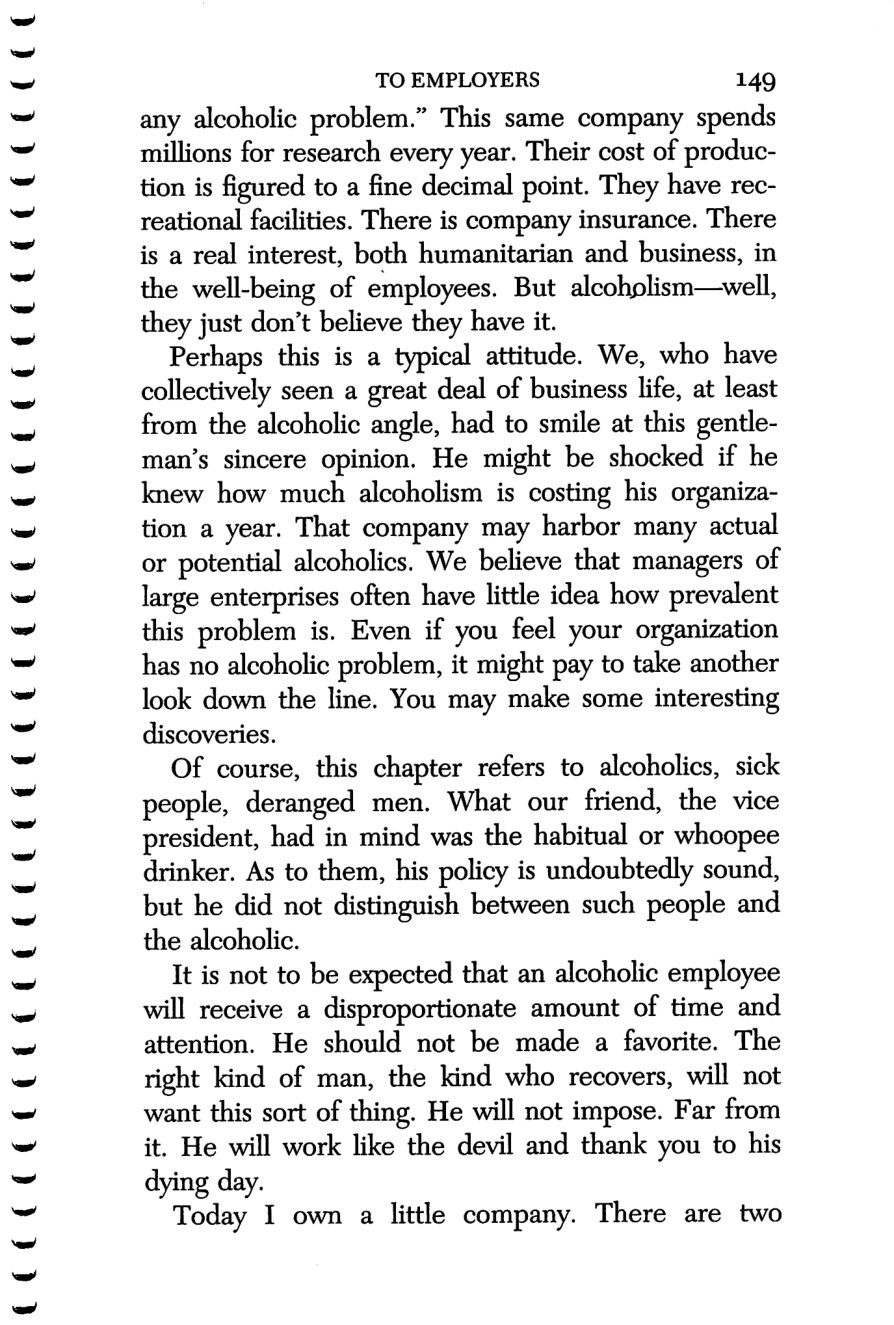 TO EMPLOYERS 149
any alcoholic problem.” This same company spends
millions for research every year. Their cost of produc-
tion is figured to a fine decimal point. They have rec-
reational facilities. There is company insurance. There
is a real interest, both humanitarian and business, in
the well-being of employees. But alcoholism—well,
they just don’t believe they have it.
Perhaps this is a typical attitude. We, who have
collectively seen a great deal of business life, at least
from the alcoholic angle, had to smile at this gentle-
man’s sincere opinion. He might be shocked if he
knew how much alcoholism is costing his organiza-
tion a year. That company may harbor many actual
or potential alcoholics. We believe that managers of
large enterprises often have little idea how prevalent
this problem is. Even if you feel your organization
has no alcoholic problem, it might pay to take another
look down the line. You may make some interesting
discoveries.
Of course, this chapter refers to alcoholics, sick
people, deranged men. What our friend, the vice
president, had in mind was the habitual or whoopee
drinker. As to them, his policy is undoubtedly sound,
but he did not distinguish between such people and
the alcoholic.
It is not to be expected that an alcoholic employee
will receive a disproportionate amount of time and
attention. He should not be made a favorite. The
right kind of man, the kind who recovers, will not
want this sort of thing. He will not impose. Far from
it. He will work like the devil and thank you to his
dying day.
Today I own a little company. There are two